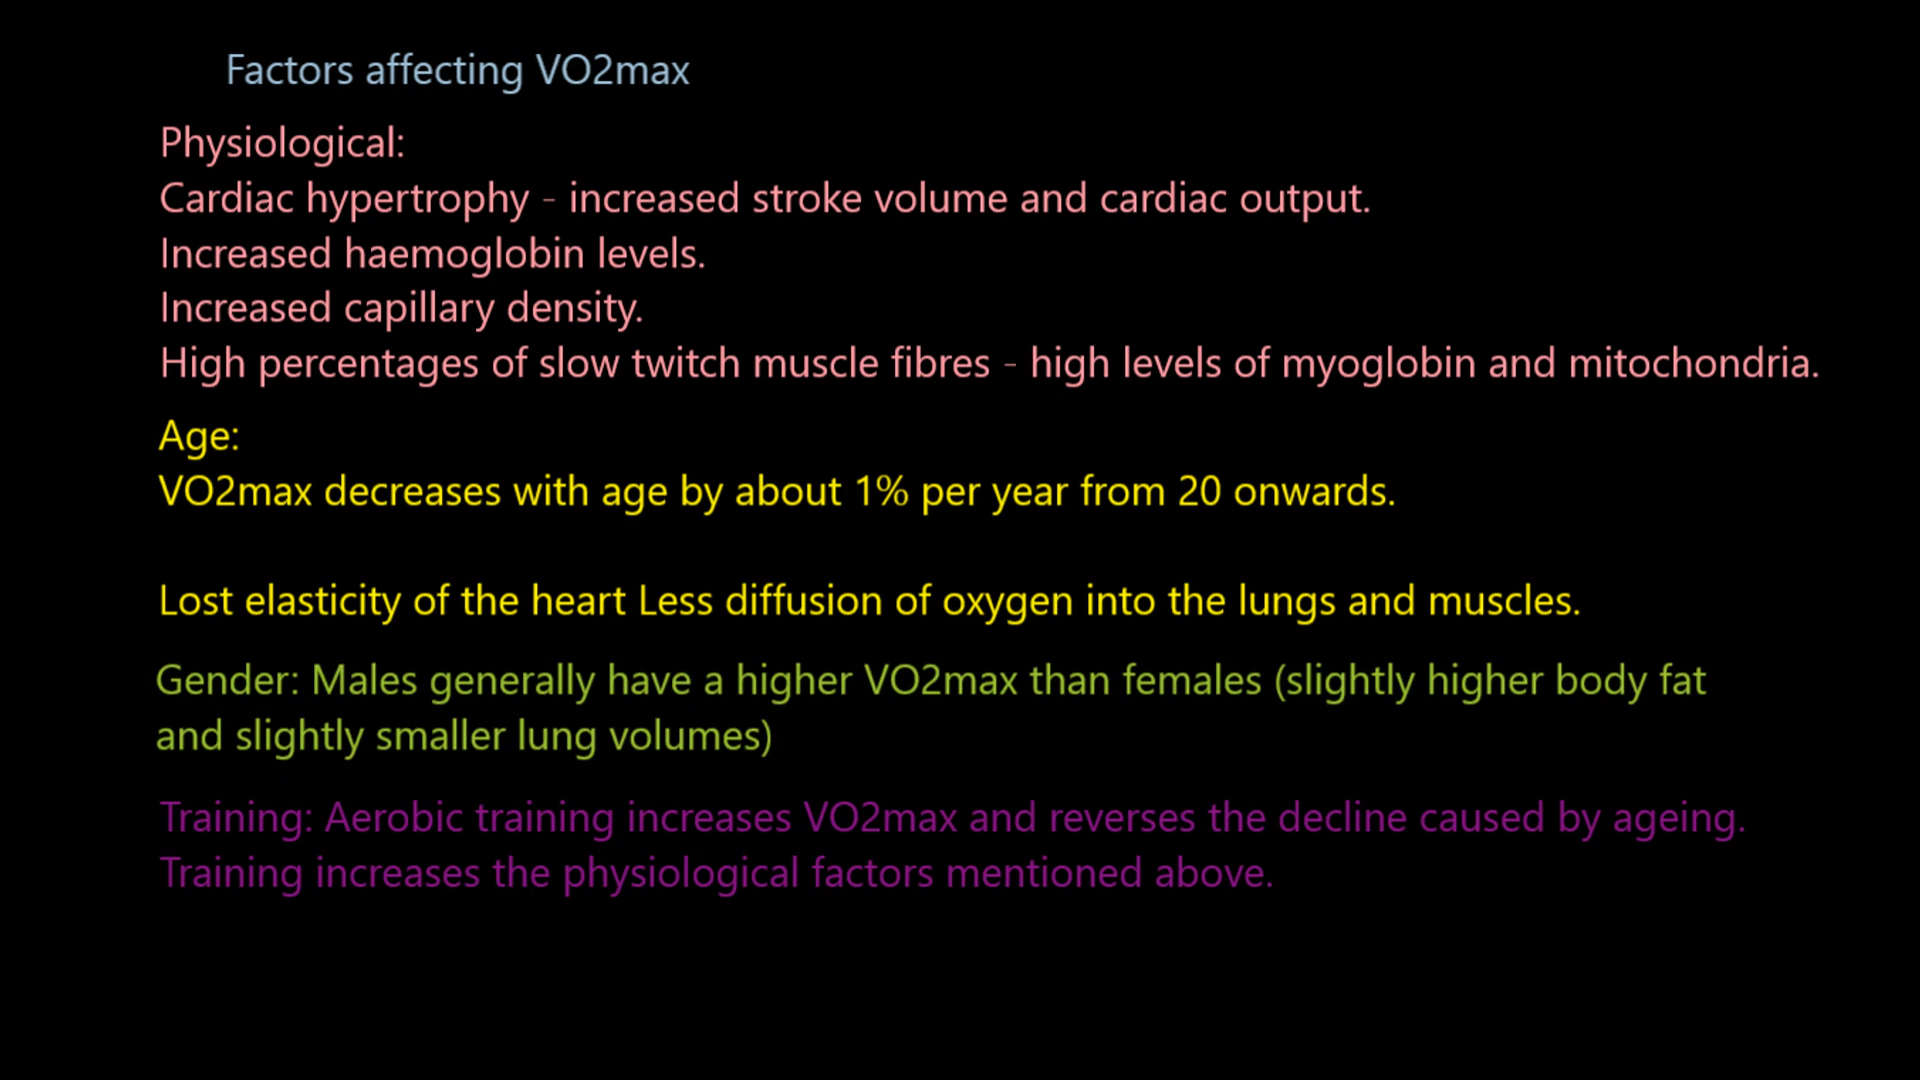 Factors affecting VO2max
Physiological:
Cardiac hypertrophy - increased stroke volume and cardiac output.
Increased haemoglobin levels.
Increased capillary density.
High percentages of slow twitch muscle fibres - high levels of myoglobin and mitochondria.
Age:
VO2max decreases with age by about 1% per year from 20 onwards.
Lost elasticity of the heart Less diffusion of oxygen into the lungs and muscles.
Gender: Males generally have a higher VO2max than females (slightly higher body fat
and slightly smaller lung volumes)
Training: Aerobic training increases VO2max and reverses the decline caused by ageing.
Training increases the physiological factors mentioned above.